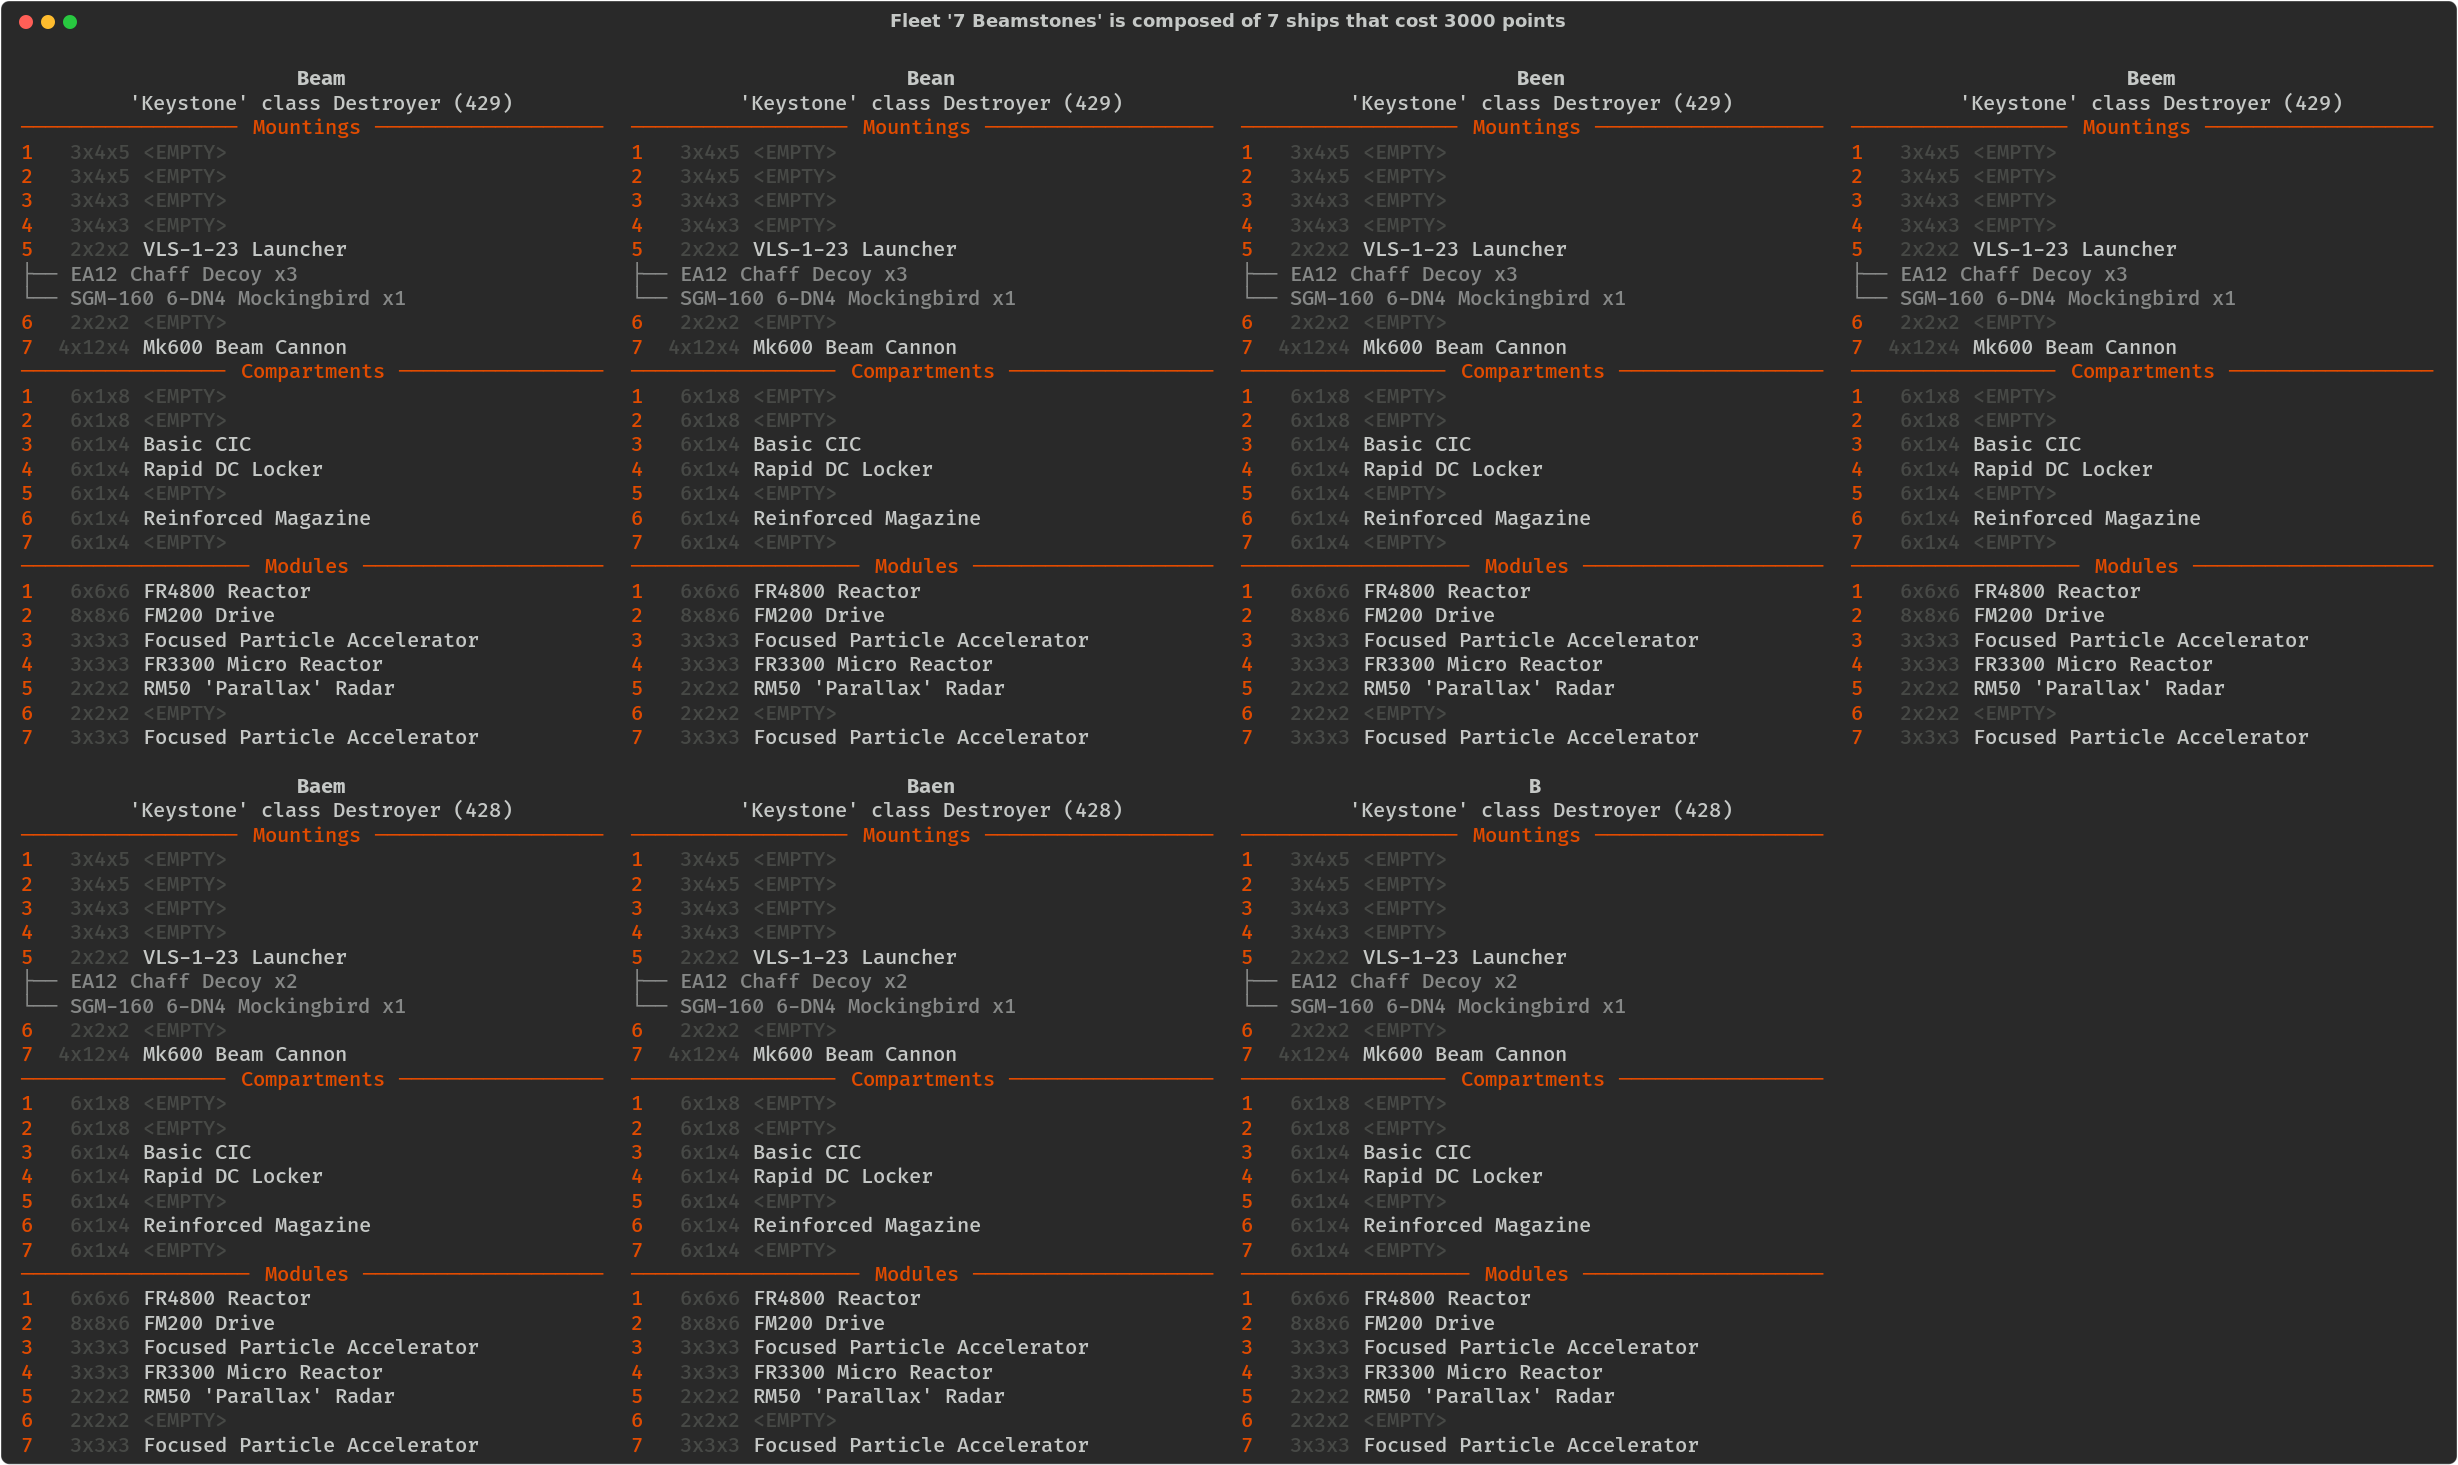 Fleet '7 Beamstones' is composed of 7 ships that cost 3000 points
Beam
'Keystone' class Destroyer (429)
Mountings
1 3x4x5 <EMPTY>
2 3x4x5 <EMPTY>
3 3x4x3 <EMPTY>
4 3x4x3 <EMPTY>
5 2x2x2 VLS-1-23 Launcher
EA12 Chaff Decoy x3
SGM-160 6-DN4 Mockingbird x1
6 2x2x2 <EMPTY>
7 4x12x4 Mk600 Beam Cannon
Compartments
1 6x1x8 <EMPTY>
2 6x1x8 <EMPTY>
3 6x1x4 Basic CIC
4 6x1x4 Rapid DC Locker
5 6x1x4 <EMPTY>
6 6x1x4 Reinforced Magazine
7 6x1x4 <EMPTY>
Modules
1 6x6x6 FR4800 Reactor
2 8x8x6 FM200 Drive
3 3x3x3 Focused Particle Accelerator
4 3x3x3 FR3300 Micro Reactor
5 2x2x2 RM50 'Parallax' Radar
6 2x2x2 <EMPTY>
7 3x3x3 Focused Particle Accelerator
Bean
'Keystone' class Destroyer (429)
Mountings
1 3x4x5 <EMPTY>
2 3x4x5 <EMPTY>
3 3x4x3 <EMPTY>
4 3x4x3 <EMPTY>
5 2x2x2 VLS-1-23 Launcher
EA12 Chaff Decoy x3
SGM-160 6-DN4 Mockingbird x1
6 2x2x2 <EMPTY>
7 4x12x4 Mk600 Beam Cannon
Compartments
1 6x1x8 <EMPTY>
2 6x1x8 <EMPTY>
3 6x1x4 Basic CIC
4 6x1x4 Rapid DC Locker
5 6x1x4 <EMPTY>
6 6x1x4 Reinforced Magazine
7 6x1x4 <EMPTY>
Modules
1 6x6x6 FR4800 Reactor
2 8x8x6 FM200 Drive
3 3x3x3 Focused Particle Accelerator
4 3x3x3 FR3300 Micro Reactor
5 2x2x2 RM50 'Parallax' Radar
6 2x2x2 <EMPTY>
7 3x3x3 Focused Particle Accelerator
Been
'Keystone' class Destroyer (429)
Mountings
1 3x4x5 <EMPTY>
2 3x4x5 <EMPTY>
3 3x4x3 <EMPTY>
4 3x4x3 <EMPTY>
5 2x2x2 VLS-1-23 Launcher
EA12 Chaff Decoy x3
SGM-160 6-DN4 Mockingbird x1
6 2x2x2 <EMPTY>
7 4x12x4 Mk600 Beam Cannon
Compartments
1 6x1x8 <EMPTY>
2 6x1x8 <EMPTY>
3 6x1x4 Basic CIC
4 6x1x4 Rapid DC Locker
5 6x1x4 <EMPTY>
6 6x1x4 Reinforced Magazine
7 6x1x4 <EMPTY>
Modules
1 6x6x6 FR4800 Reactor
2 8x8x6 FM200 Drive
3 3x3x3 Focused Particle Accelerator
4 3x3x3 FR3300 Micro Reactor
5 2x2x2 RM50 'Parallax' Radar
6 2x2x2 <EMPTY>
7 3x3x3 Focused Particle Accelerator
Beem
'Keystone' class Destroyer (429)
Mountings
1 3x4x5 <EMPTY>
2 3x4x5 <EMPTY>
3 3x4x3 <EMPTY>
4 3x4x3 <EMPTY>
5 2x2x2 VLS-1-23 Launcher
EA12 Chaff Decoy x3
SGM-160 6-DN4 Mockingbird x1
6 2x2x2 <EMPTY>
7 4x12x4 Mk600 Beam Cannon
Compartments
1 6x1x8 <EMPTY>
2 6x1x8 <EMPTY>
3 6x1x4 Basic CIC
4 6x1x4 Rapid DC Locker
5 6x1x4 <EMPTY>
6 6x1x4 Reinforced Magazine
7 6x1x4 <EMPTY>
Modules
1 6x6x6 FR4800 Reactor
2 8x8x6 FM200 Drive
3 3x3x3 Focused Particle Accelerator
4 3x3x3 FR3300 Micro Reactor
5 2x2x2 RM50 'Parallax' Radar
6 2x2x2 <EMPTY>
7 3x3x3 Focused Particle Accelerator
Baem
'Keystone' class Destroyer (428)
Mountings
1 3x4x5 <EMPTY>
2 3x4x5 <EMPTY>
3 3x4x3 <EMPTY>
4 3x4x3 <EMPTY>
5 2x2x2 VLS-1-23 Launcher
EA12 Chaff Decoy x2
SGM-160 6-DN4 Mockingbird x1
6 2x2x2 <EMPTY>
7 4x12x4 Mk600 Beam Cannon
Compartments
1 6x1x8 <EMPTY>
2 6x1x8 <EMPTY>
3 6x1x4 Basic CIC
4 6x1x4 Rapid DC Locker
5 6x1x4 <EMPTY>
6 6x1x4 Reinforced Magazine
7 6x1x4 <EMPTY>
Modules
1 6x6x6 FR4800 Reactor
2 8x8x6 FM200 Drive
3 3x3x3 Focused Particle Accelerator
4 3x3x3 FR3300 Micro Reactor
5 2x2x2 RM50 'Parallax' Radar
6 2x2x2 <EMPTY>
7 3x3x3 Focused Particle Accelerator
Baen
'Keystone' class Destroyer (428)
Mountings
1 3x4x5 <EMPTY>
2 3x4x5 <EMPTY>
3 3x4x3 <EMPTY>
4 3x4x3 <EMPTY>
5 2x2x2 VLS-1-23 Launcher
EA12 Chaff Decoy x2
SGM-160 6-DN4 Mockingbird x1
6 2x2x2 <EMPTY>
7 4x12x4 Mk600 Beam Cannon
Compartments
1 6x1x8 <EMPTY>
2 6x1x8 <EMPTY>
3 6x1x4 Basic CIC
4 6x1x4 Rapid DC Locker
5 6x1x4 <EMPTY>
6 6x1x4 Reinforced Magazine
7 6x1x4 <EMPTY>
Modules
1 6x6x6 FR4800 Reactor
2 8x8x6 FM200 Drive
3 3x3x3 Focused Particle Accelerator
4 3x3x3 FR3300 Micro Reactor
5 2x2x2 RM50 'Parallax' Radar
6 2x2x2 <EMPTY>
7 3x3x3 Focused Particle Accelerator
B
'Keystone' class Destroyer (428)
Mountings
1 3x4x5 <EMPTY>
2 3x4x5 <EMPTY>
3 3x4x3 <EMPTY>
4 3x4x3 <EMPTY>
5 2x2x2 VLS-1-23 Launcher
EA12 Chaff Decoy x2
SGM-160 6-DN4 Mockingbird x1
6 2x2x2 <EMPTY>
7 4x12x4 Mk600 Beam Cannon
Compartments
1 6x1x8 <EMPTY>
2 6x1x8 <EMPTY>
3 6x1x4 Basic CIC
4 6x1x4 Rapid DC Locker
5 6x1x4 <EMPTY>
6 6x1x4 Reinforced Magazine
7 6x1x4 <EMPTY>
Modules
1 6x6x6 FR4800 Reactor
2 8x8x6 FM200 Drive
3 3x3x3 Focused Particle Accelerator
4 3x3x3 FR3300 Micro Reactor
5 2x2x2 RM50 'Parallax' Radar
6 2x2x2 <EMPTY>
7 3x3x3 Focused Particle Accelerator